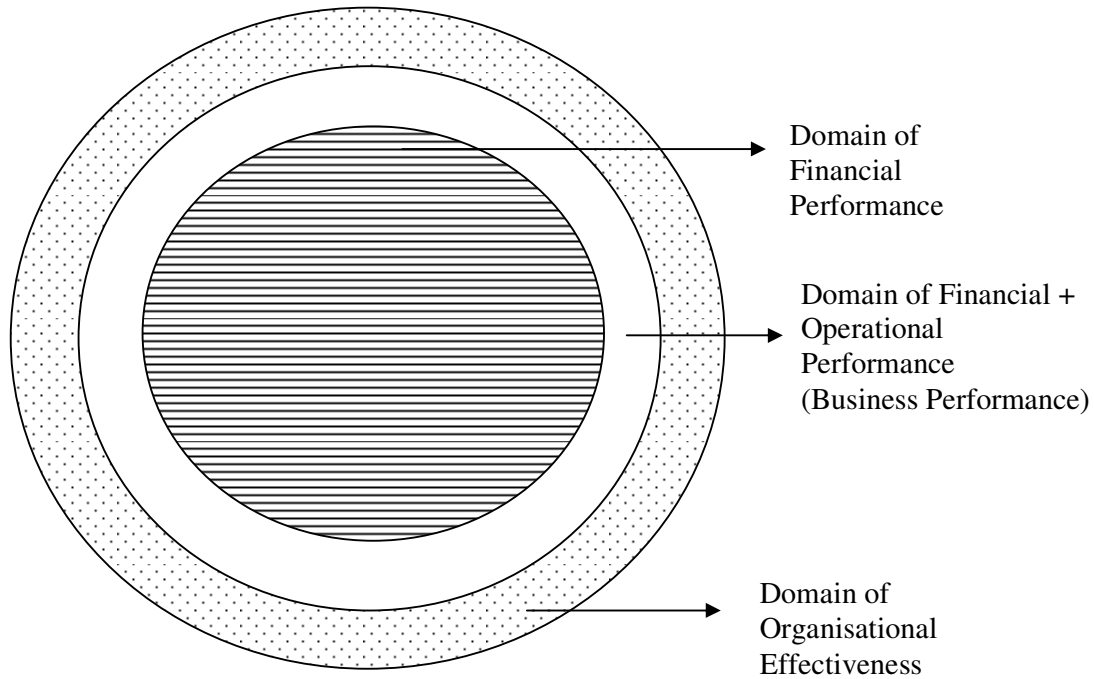 Domain of
Financial
Performance
Domain of Financial +
Operational
Performance
(Business Performance)
Domain of
Organisational
Effectiveness